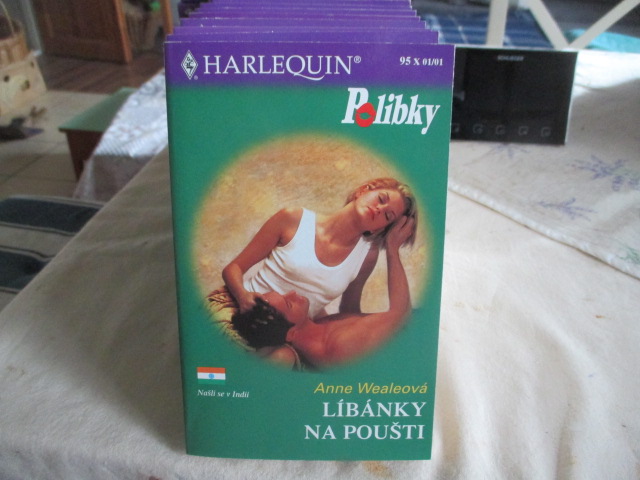 HARLEQUIN®
95 x 01/01
Polibky
Našli se v Indii
Anne Wealeová
LÍBÁNKY
NA POUŠTI